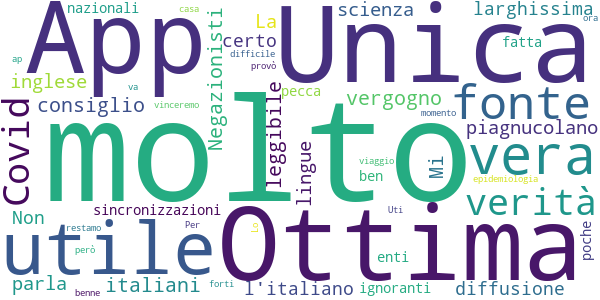 nazionali
casa
App
Unica
scienza
larghissima
ora
La
certo
fatta
difficile
provò
ap
inglese
va
Negazionisti
pecca
vergogno
fonte
Covid
consiglio
vinceremo
leggibile
momento
piagnucolano
molto
vera
lingue
viaggio
ben
Mi
epidemiologia
verità
Non
sincronizzazioni
Uti
Ottima
utile
restamo
Per
Lo
però
poche
enti
parla
italiani
forti
l'italiano
ignoranti
diffusione
benne